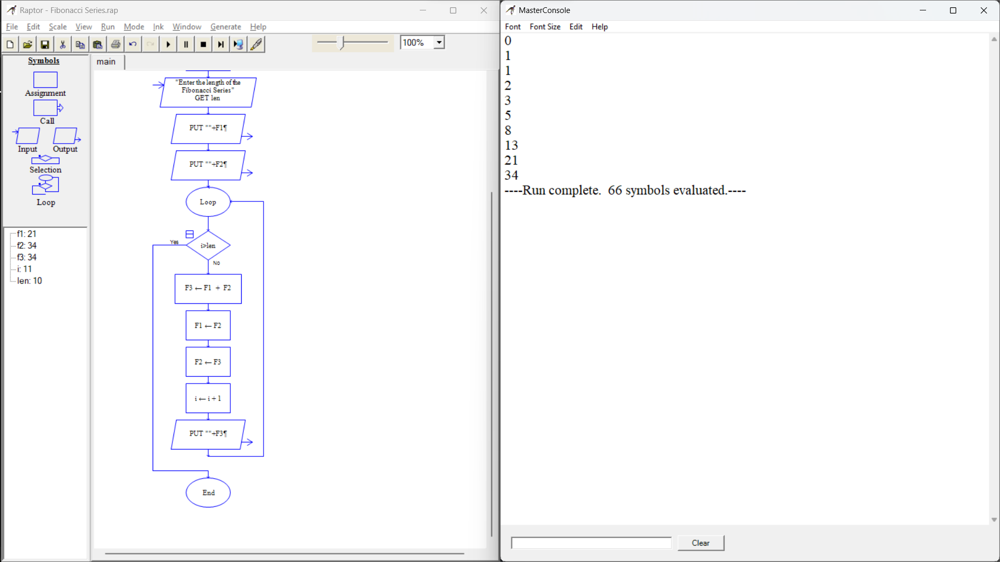 Raptor - Fibonacci Series.rap
File Edit Scale View Run Mode Ink Window Generate Help
100%
Symbols
Assignment
Call
Input Output
Selection
Loop
f1: 21
f2: 34
f3: 34
i: 11
len: 10
main
"Enter the length of the
Fibonacci Series"
GET len
PUT ""+F1¶
PUT ""+F2¶
Loop
Yes
i>len
No
F3 ← F1 + F2
F1 ← F2
F2 ← F3
i ← i + 1
PUT ""+F3¶
End
MasterConsole
Font Font Size Edit Help
0
1
1
2
3
5
8
13
21
34
----Run complete.  66 symbols evaluated.----
Clear